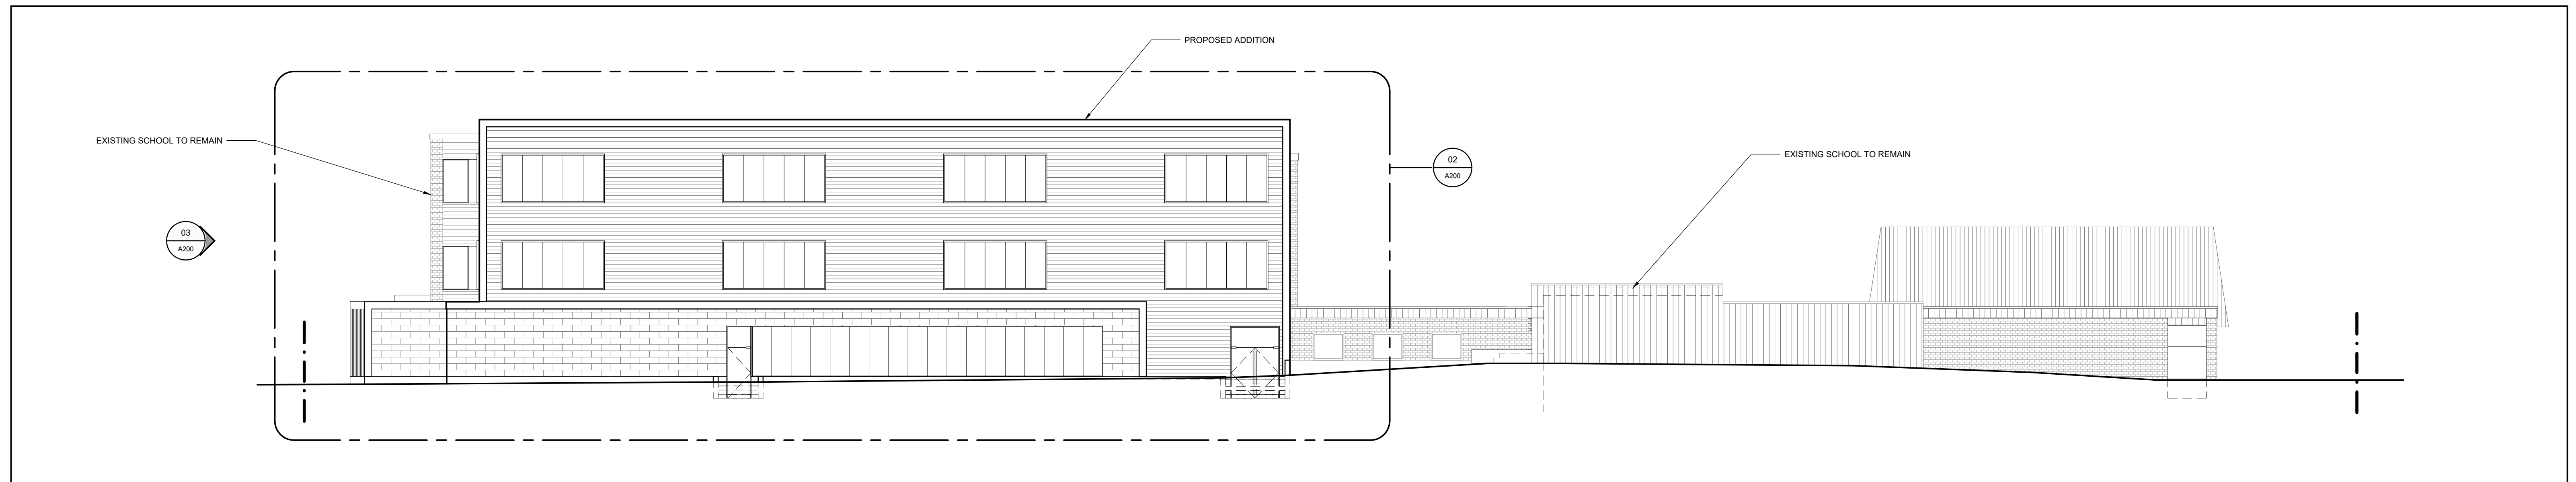 PROPOSED ADDITION
EXISTING SCHOOL TO REMAIN
EXISTING SCHOOL TO REMAIN
02
A200
03
A200